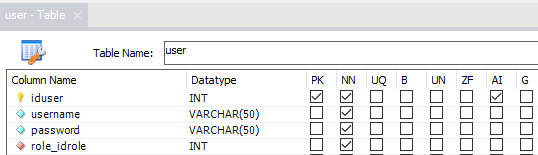 user - Table
Table Name: user
Column Name Datatype PK NN UQ B UN ZF AI G
iduser INT
username VARCHAR(50)
password VARCHAR(50)
role_idrole INT